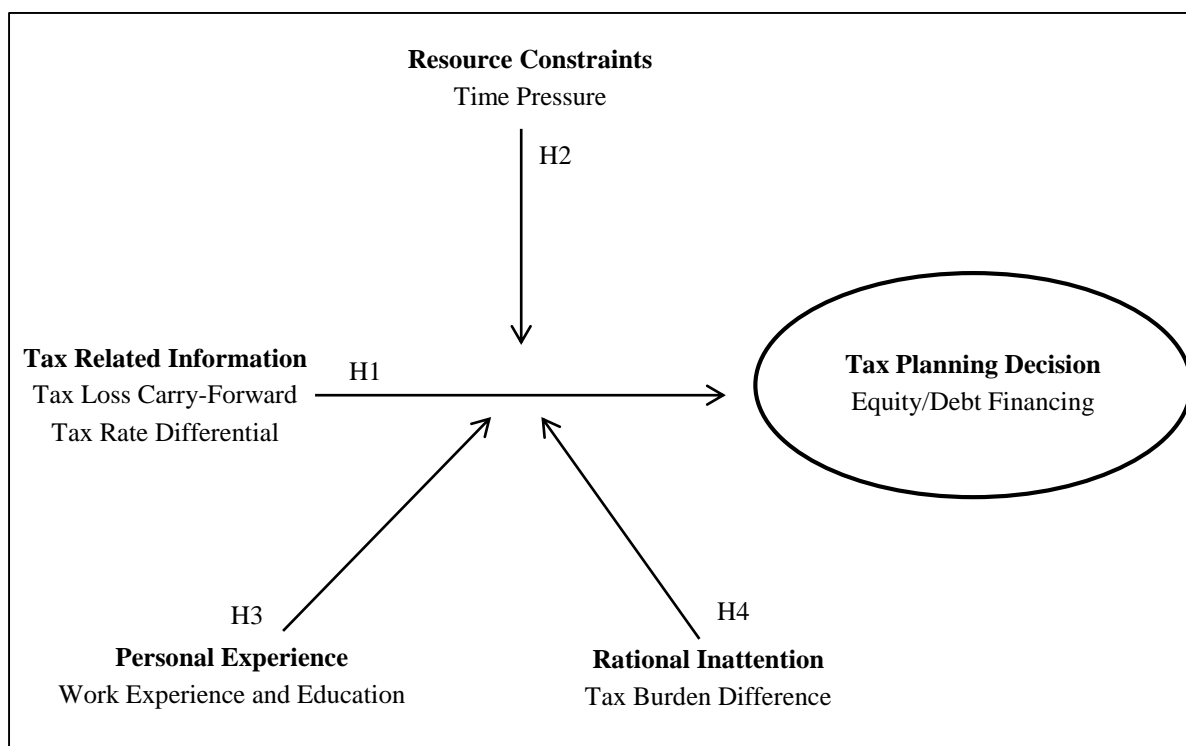 Resource Constraints
Time Pressure
H2
Tax Related Information
Tax Loss Carry-Forward
Tax Rate Differential
H1
Tax Planning Decision
Equity/Debt Financing
H3
Personal Experience
Work Experience and Education
H4
Rational Inattention
Tax Burden Difference